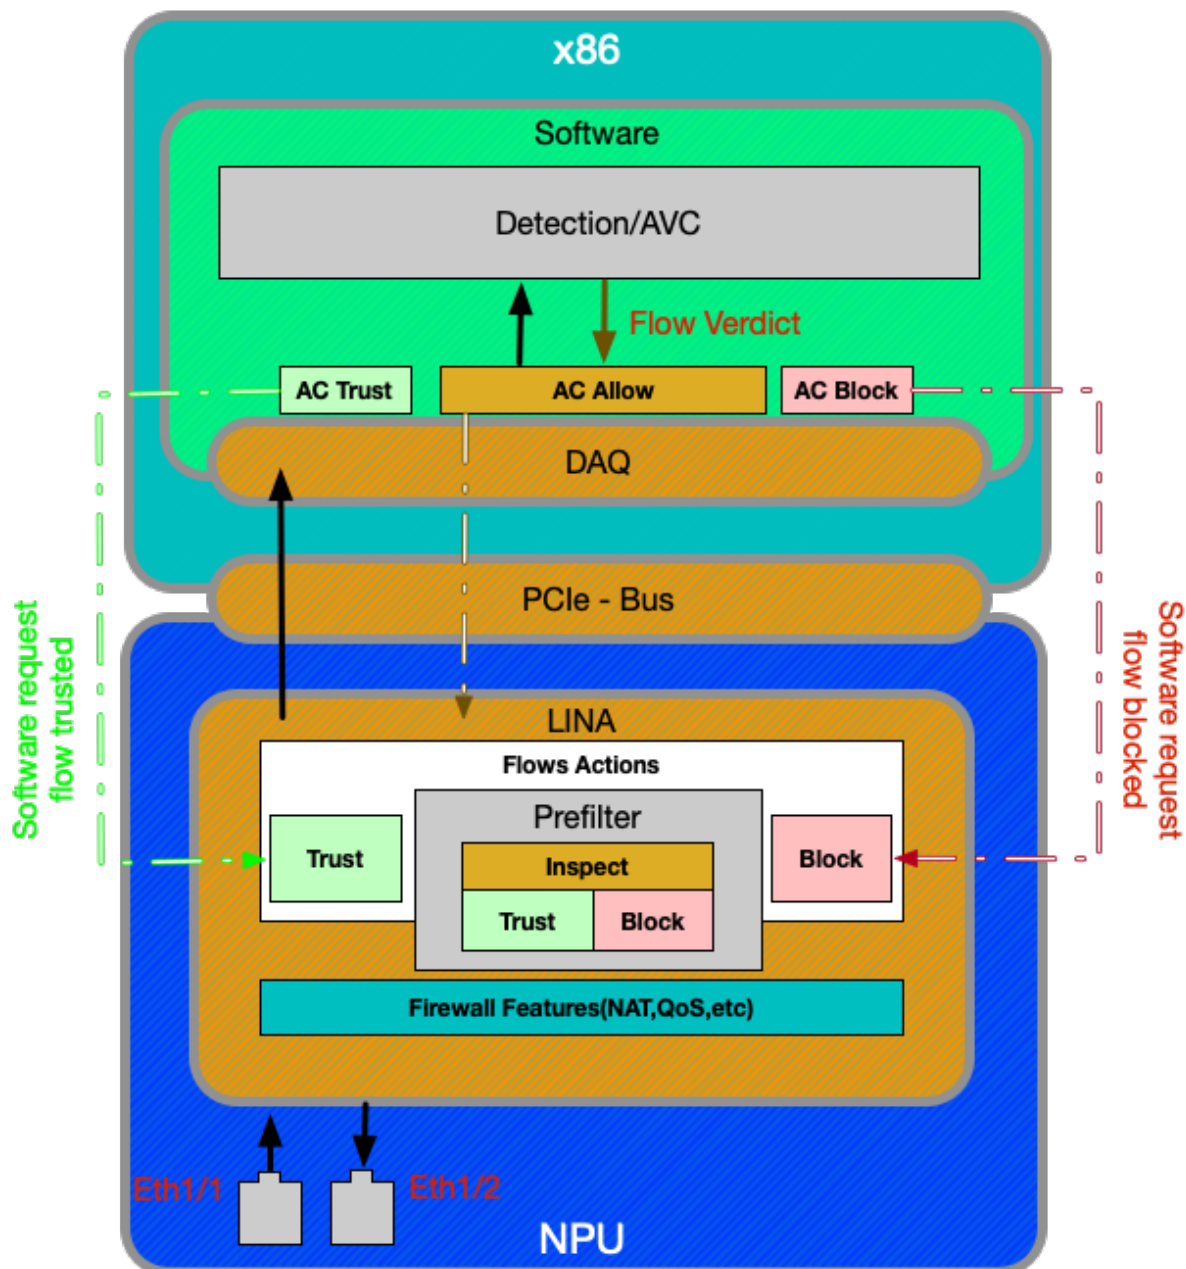 x86
Software
Detection/AVC
Flow Verdict
AC Trust
AC Allow
AC Block
DAQ
PCIe - Bus
Software request
flow trusted
Software request
flow blocked
LINA
Flows Actions
Prefilter
Trust
Inspect
Block
Trust
Block
Firewall Features(NAT,QoS,etc)
Eth1/1
Eth1/2
NPU